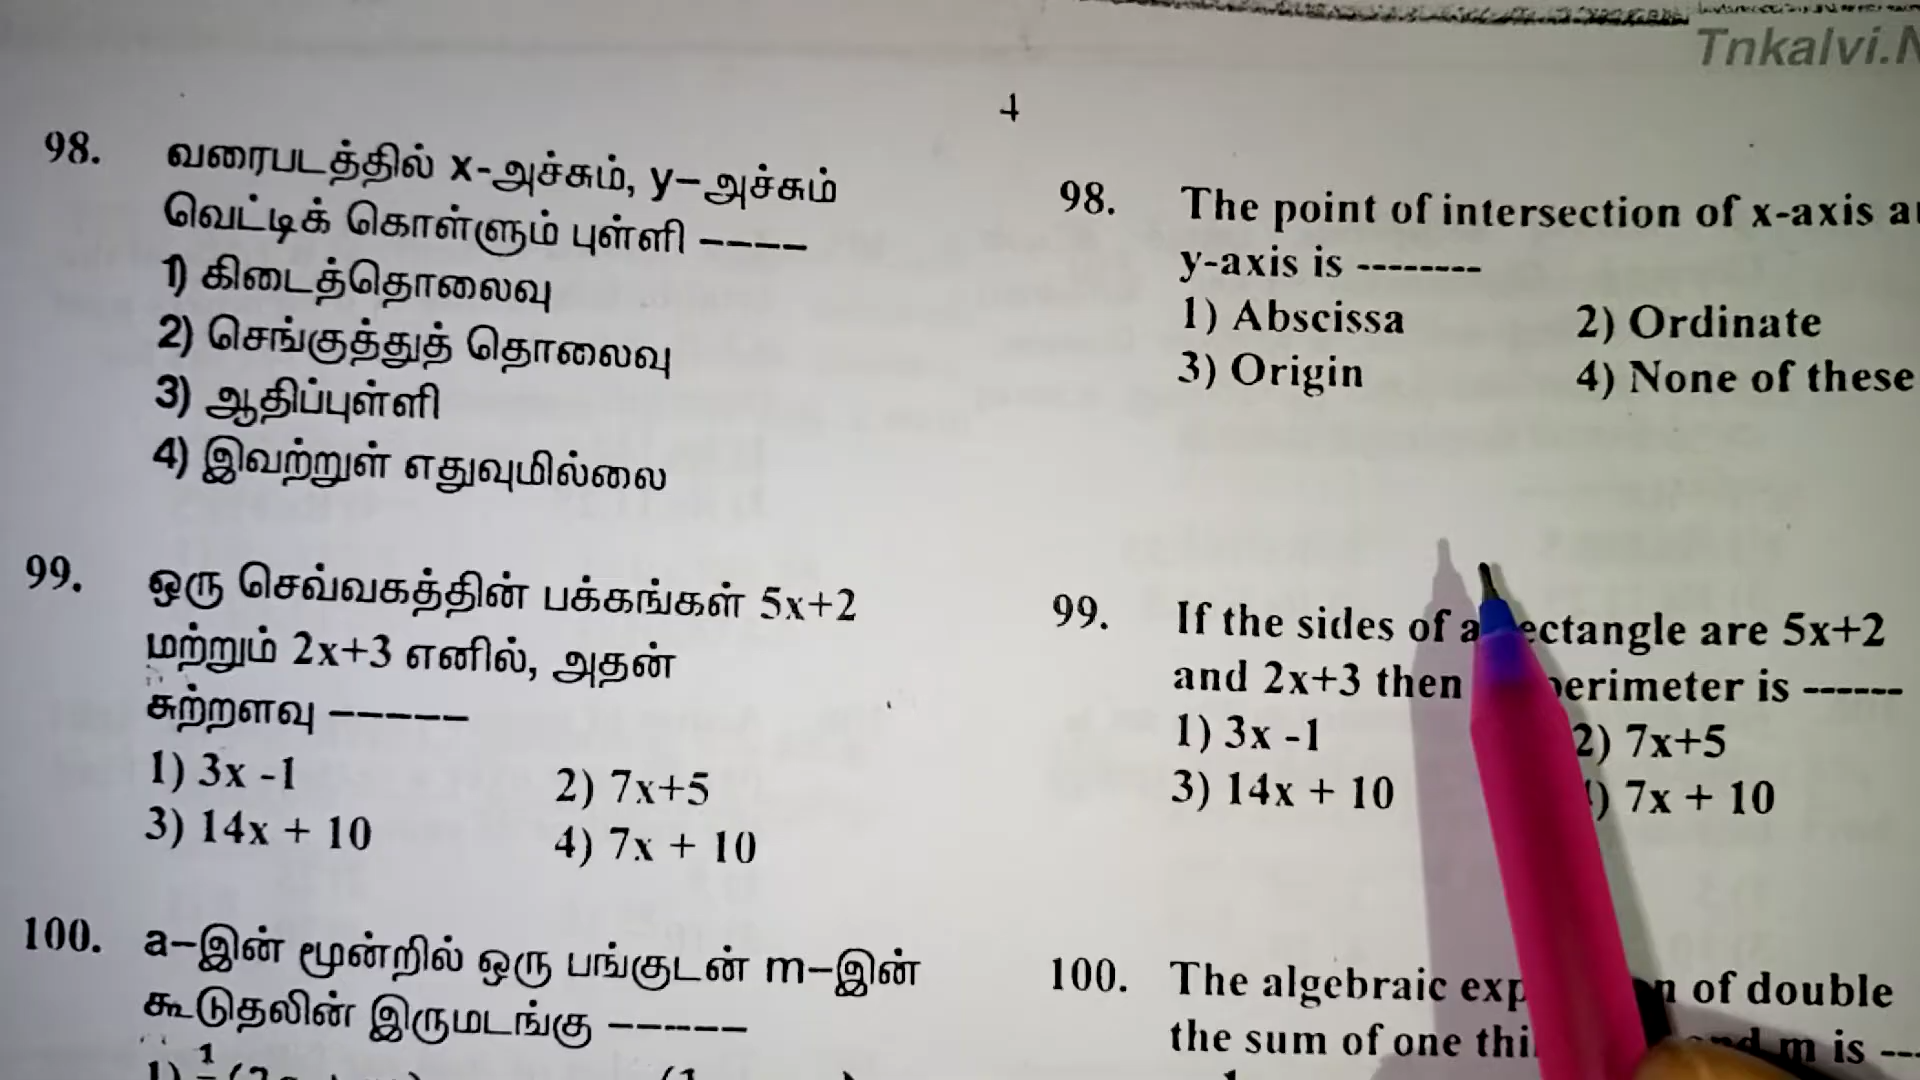 Tnkalvi.N
4
98. வரைபடத்தில் x-அச்சும், y-அச்சும்
வெட்டிக் கொள்ளும் புள்ளி ----
1) கிடைத்தொலைவு
2) செங்குத்துத் தொலைவு
3) ஆதிப்புள்ளி
4) இவற்றுள் எதுவுமில்லை
99. ஒரு செவ்வகத்தின் பக்கங்கள் 5x+2
மற்றும் 2x+3 எனில், அதன்
சுற்றளவு -----
1) 3x -1 2) 7x+5
3) 14x + 10 4) 7x + 10
100. a-இன் மூன்றில் ஒரு பங்குடன் m-இன்
கூடுதலின் இருமடங்கு -----
98. The point of intersection of x-axis
y-axis is --------
1) Abscissa 2) Ordinate
3) Origin 4) None of these
99. If the sides of a rectangle are 5x+2
and 2x+3 then perimeter is ------
1) 3x -1 2) 7x+5
3) 14x + 10 ) 7x + 10
100. The algebraic of double
the sum of one m is ---